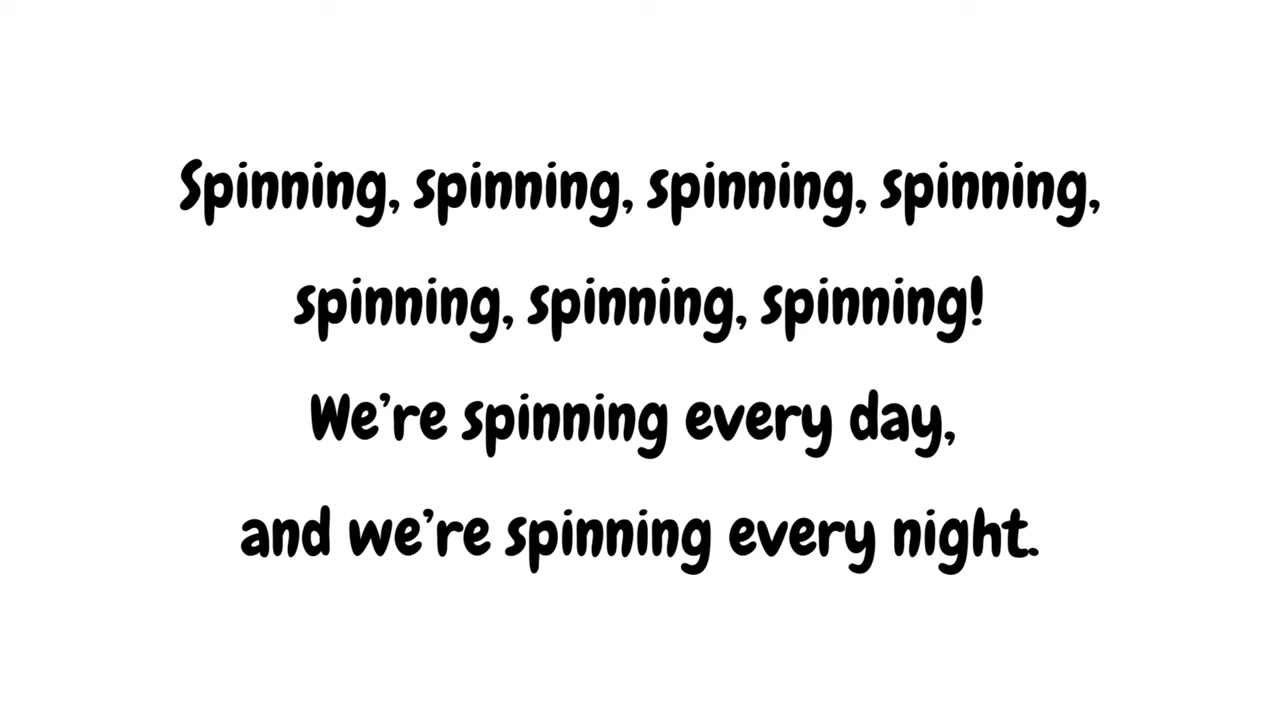 Spinning, spinning, spinning, spinning,
spinning, spinning, spinning!
We’re spinning every day,
and we’re spinning every night.